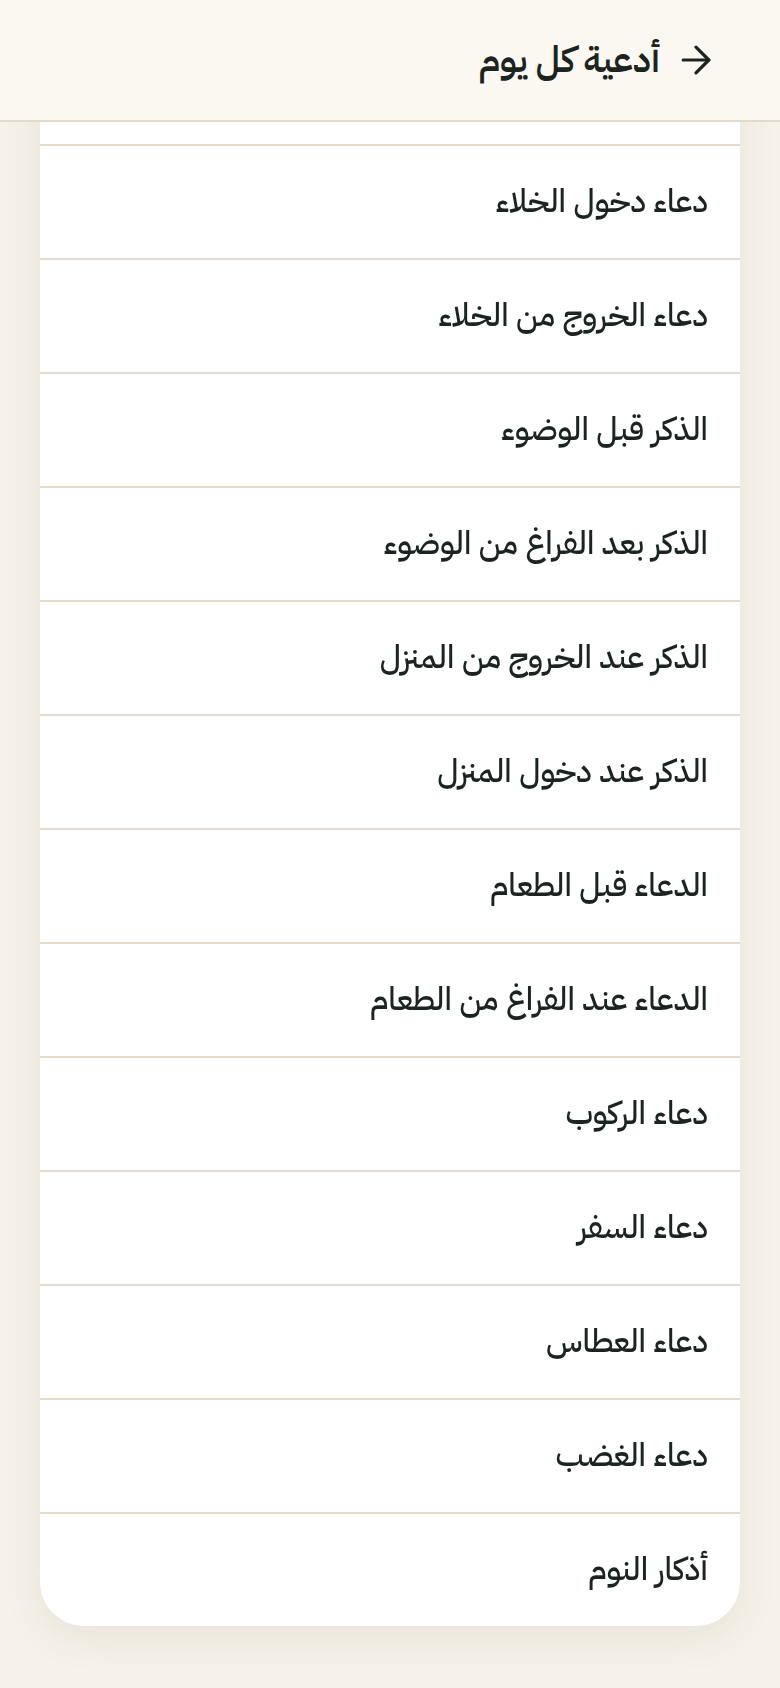 أدعية كل يوم
دعاء دخول الخلاء
دعاء الخروج من الخلاء
الذكر قبل الوضوء
الذكر بعد الفراغ من الوضوء
الذكر عند الخروج من المنزل
الذكر عند دخول المنزل
الدعاء قبل الطعام
الدعاء عند الفراغ من الطعام
دعاء الركوب
دعاء السفر
دعاء العطاس
دعاء الغضب
أذكار النوم